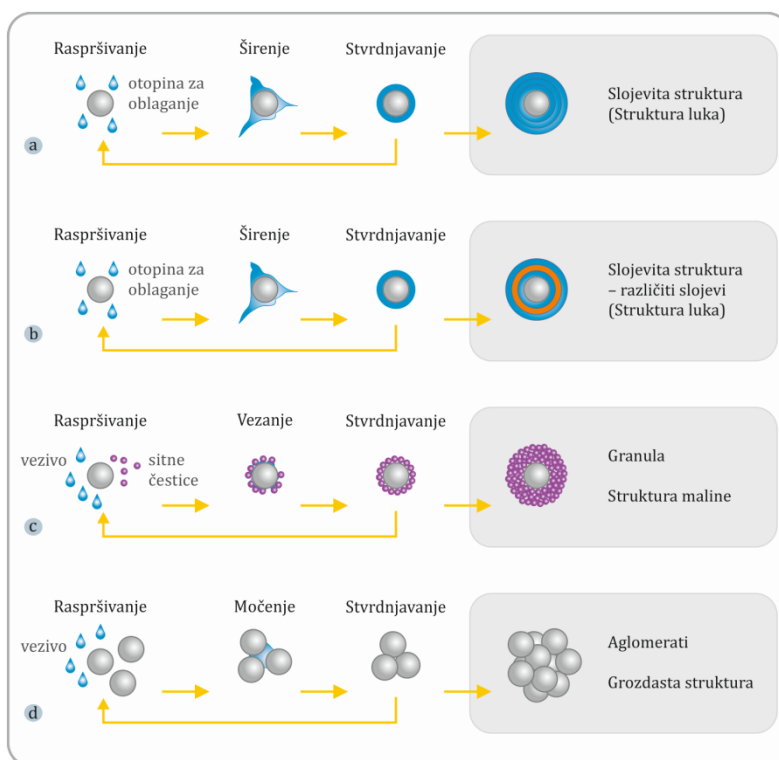 Raspršivanje
Širenje
Stvrdnjavanje
otopina za
oblaganje
Slojevita struktura
(Struktura luka)
a
Raspršivanje
Širenje
Stvrdnjavanje
otopina za
oblaganje
Slojevita struktura
– različiti slojevi
(Struktura luka)
b
Raspršivanje
Vezanje
Stvrdnjavanje
vezivo
sitne
čestice
Granula
Struktura maline
c
Raspršivanje
Močenje
Stvrdnjavanje
vezivo
Aglomerati
Grozdasta struktura
d